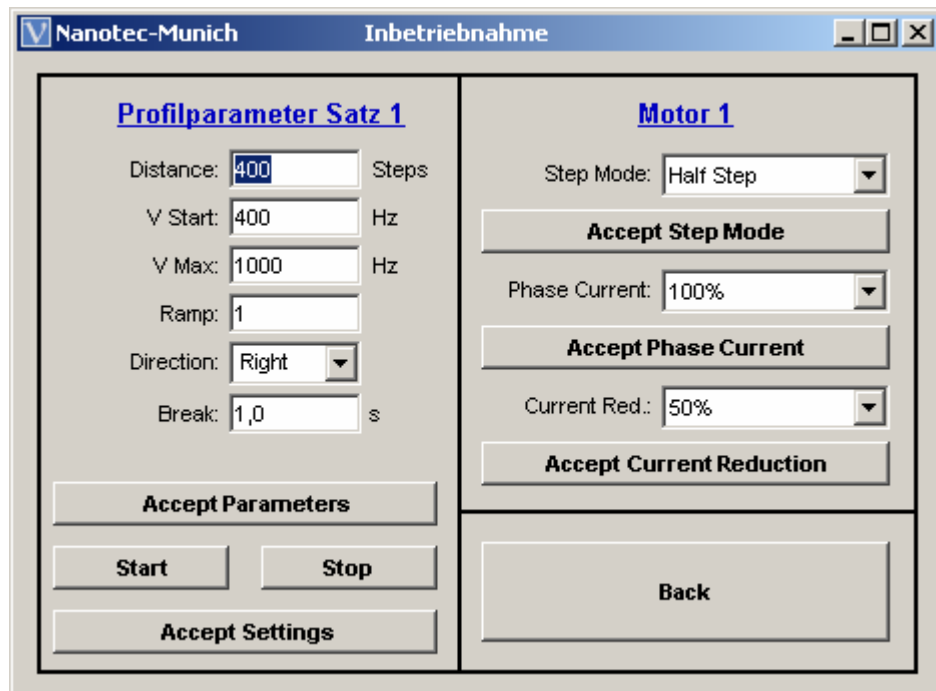 Nanotec-Munich Inbetriebnahme
Profilparameter Satz 1
Distance: 400 Steps
V Start: 400 Hz
V Max: 1000 Hz
Ramp: 1
Direction: Right
Break: 1,0 s
Accept Parameters
Start Stop
Accept Settings
Motor 1
Step Mode: Half Step
Accept Step Mode
Phase Current: 100%
Accept Phase Current
Current Red.: 50%
Accept Current Reduction
Back